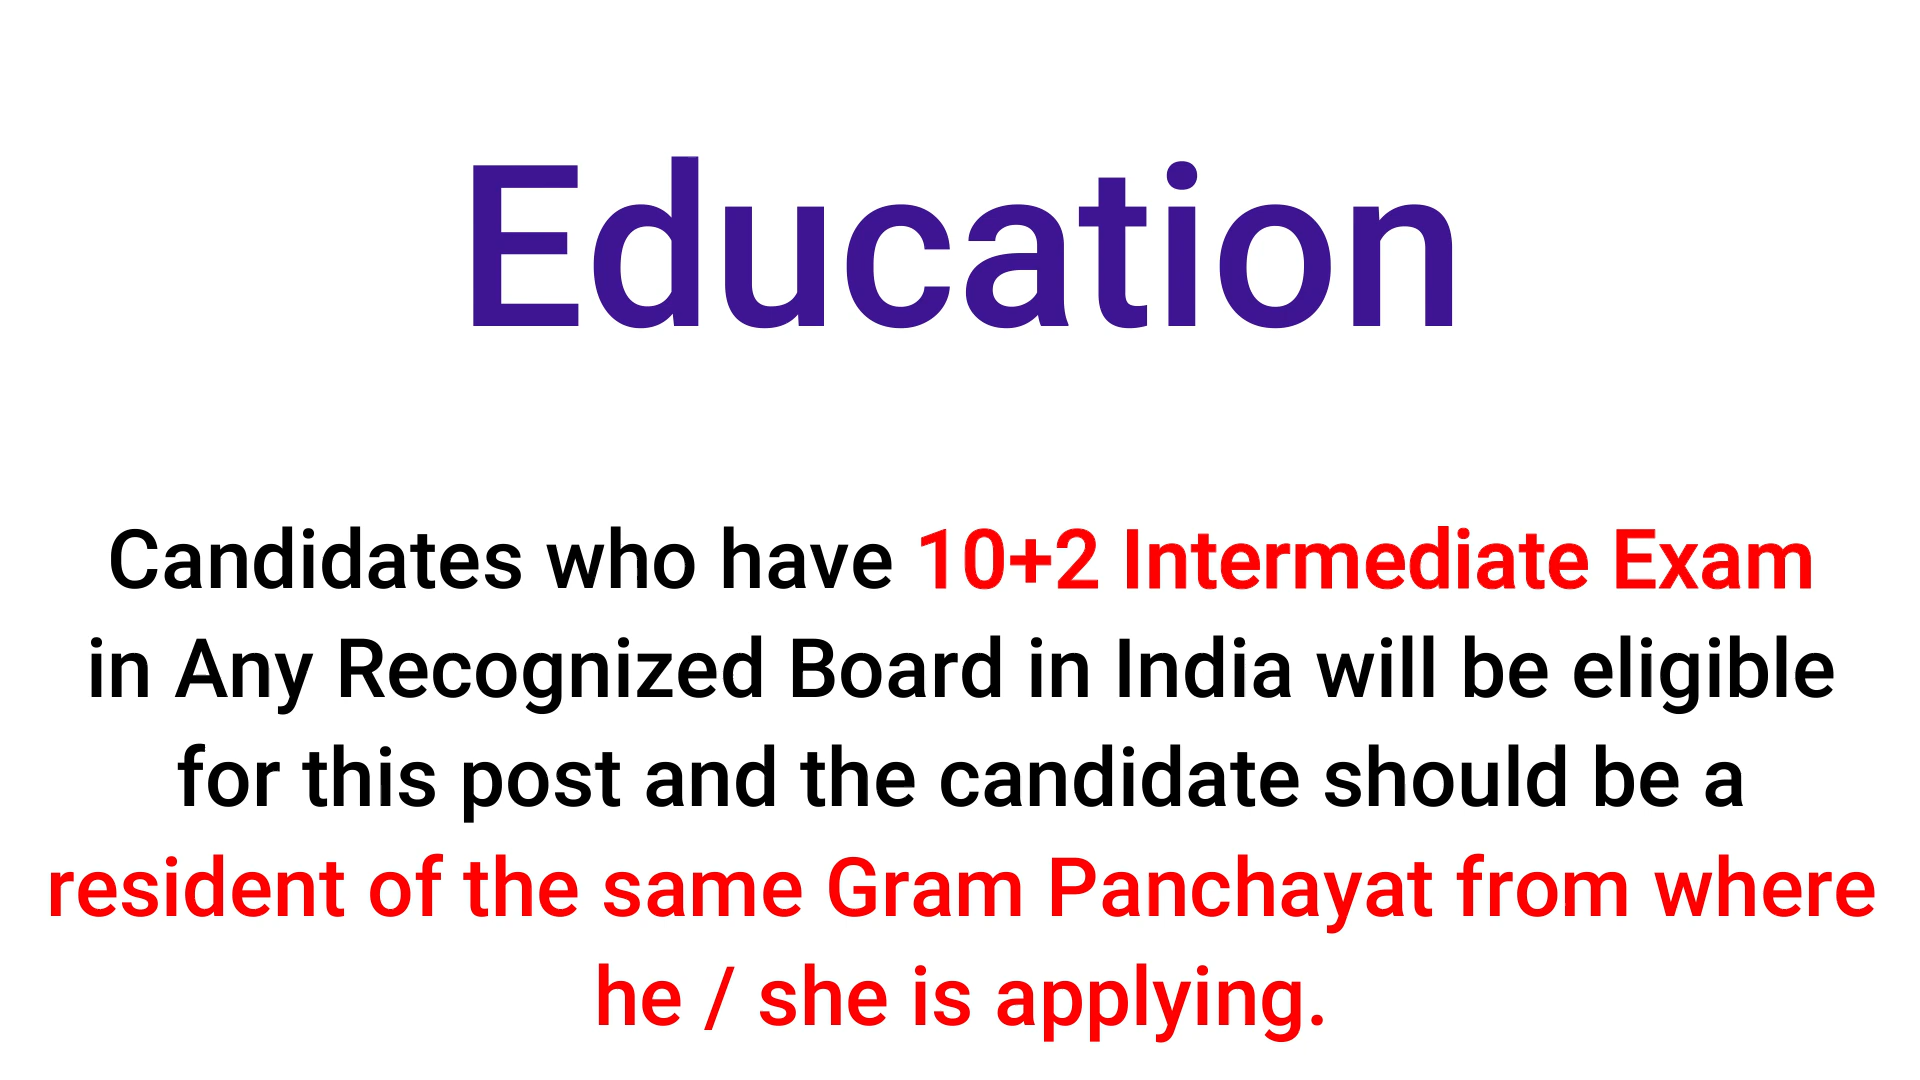 Education
Candidates who have 10+2 Intermediate Exam
in Any Recognized Board in India will be eligible
for this post and the candidate should be a
resident of the same Gram Panchayat from where
he / she is applying.